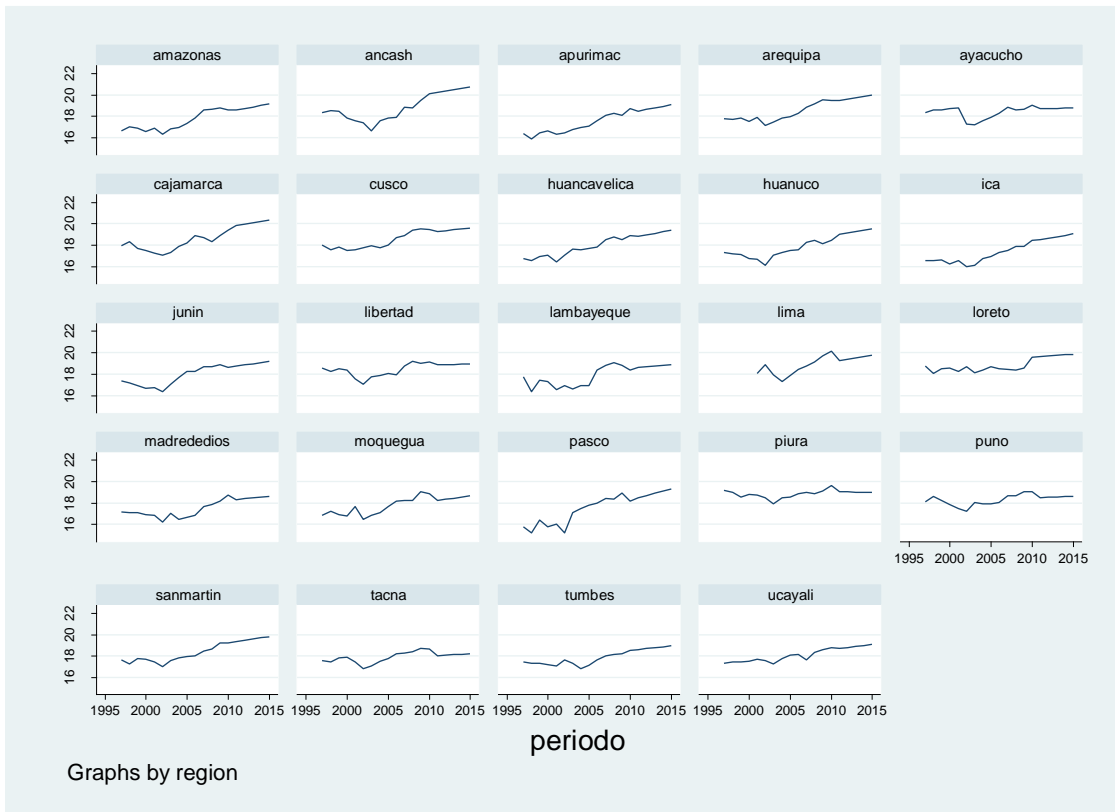 amazonas ancash apurimac arequipa ayacucho
22
20
18
16
cajamarca cusco huancavelica huanuco ica
22
20
18
16
junin libertad lambayeque lima loreto
22
20
18
16
madrededios moquegua pasco piura puno
22
20
18
16
1995 2000 2005 2010 2015
sanmartin tacna tumbes ucayali
22
20
18
16
1995 2000 2005 2010 2015 1995 2000 2005 2010 2015 1995 2000 2005 2010 2015 1995 2000 2005 2010 2015
periodo
Graphs by region